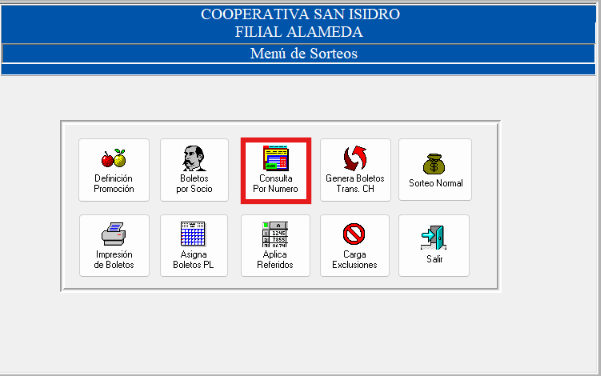 COOPERATIVA SAN ISIDRO
FILIAL ALAMEDA
Menú de Sorteos
Definición
Promoción
Boletos
por Socio
Consulta
Por Numero
Genera Boletos
Trans. CH
Sorteo Normal
Impresión
de Boletos
Asigna
Boletos PL
Aplica
Referidos
Carga
Exclusiones
Salir